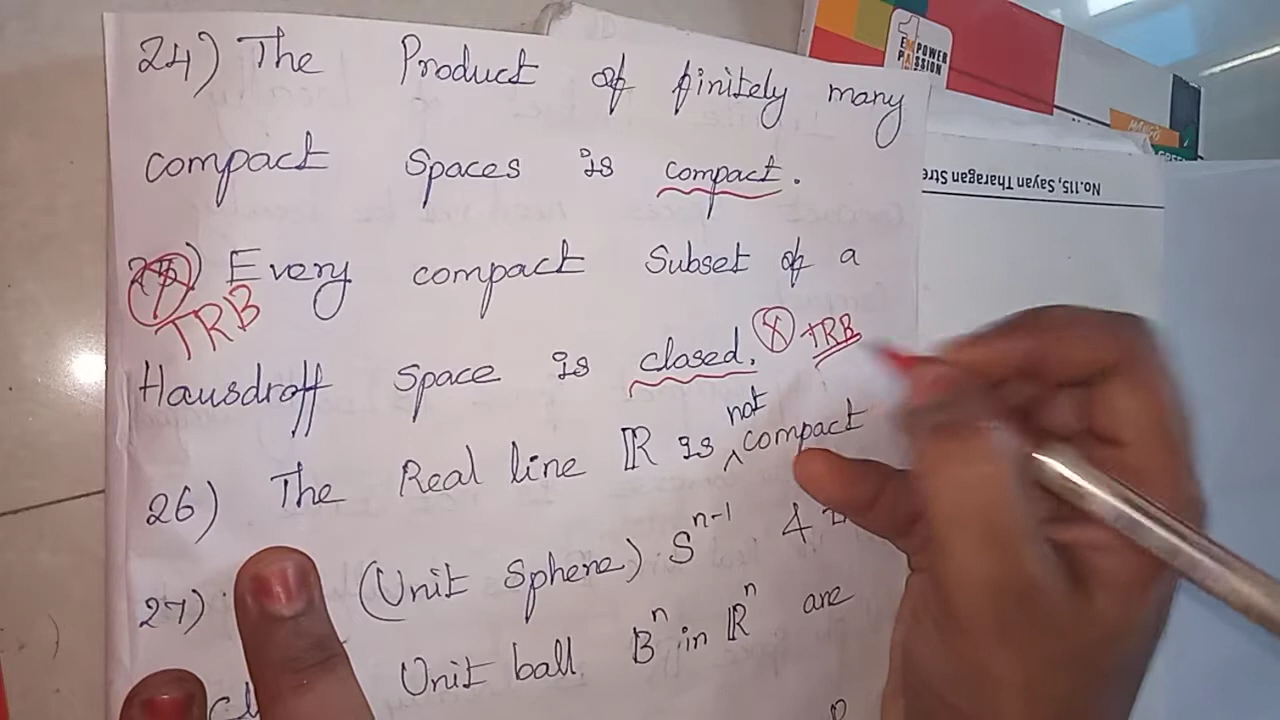 24) The Product of finitely many
compact Spaces is compact.
25) Every compact Subset of a
TRB
Hausdroff Space is closed. TRB
26) The Real line ℝ is not compact
27) (Unit Sphere) S^n-1 &
Unit ball B^n in ℝ^n are
EMPOWER
PASSION
MANGO
No.115, Sayan Tharagan Stre